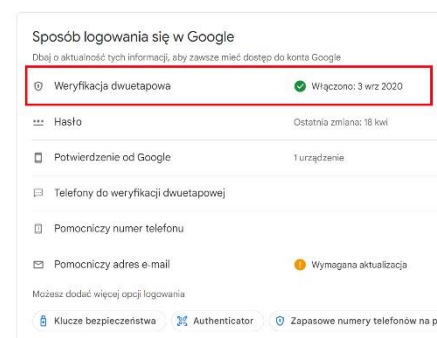 Sposób logowania się w Google
Dbaj o aktualność tych informacji, aby zawsze mieć dostęp do konta Google
Weryfikacja dwuetapowa
Włączono: 3 wrz 2020
Hasło
Ostatnia zmiana: 18 kwi
Potwierdzenie od Google
1 urządzenie
Telefony do weryfikacji dwuetapowej
Pomocniczy numer telefonu
Pomocniczy adres e-mail
Wymagana aktualizacja
Możesz dodać więcej opcji logowania
Klucze bezpieczeństwa
Authenticator
Zapasowe numery telefonów na p